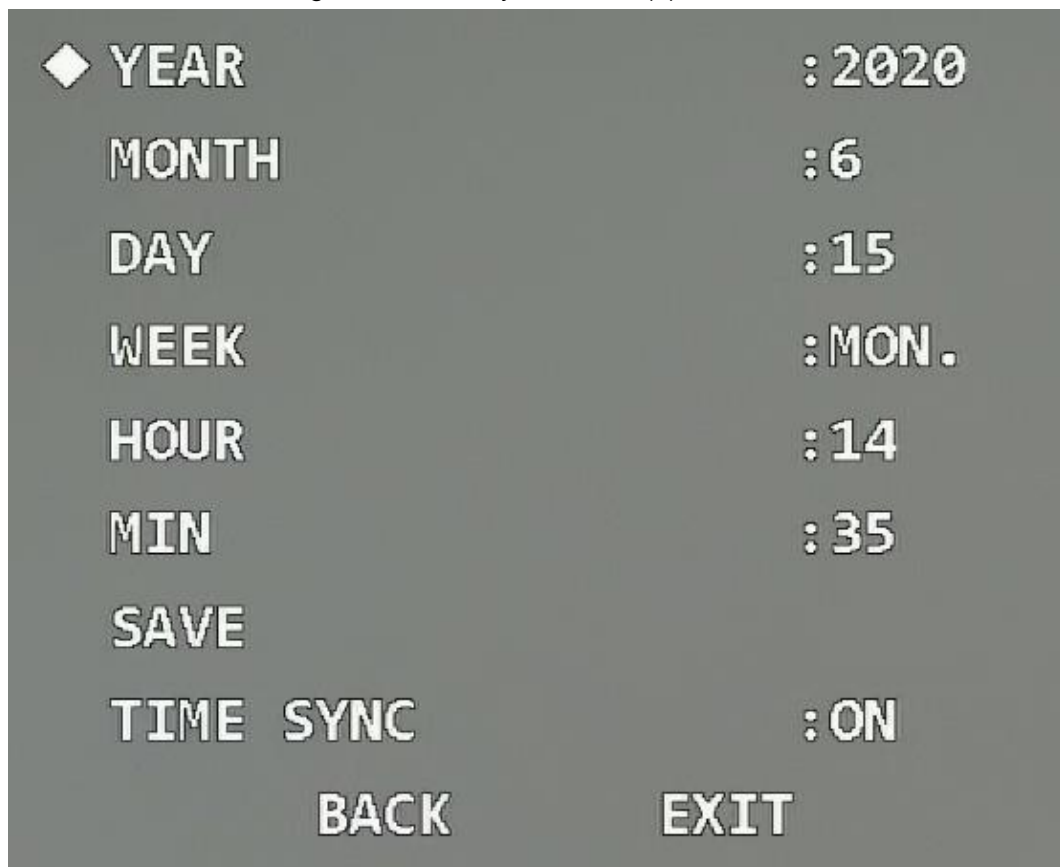 YEAR :2020
MONTH :6
DAY :15
WEEK :MON.
HOUR :14
MIN :35
SAVE
TIME SYNC :ON
BACK EXIT